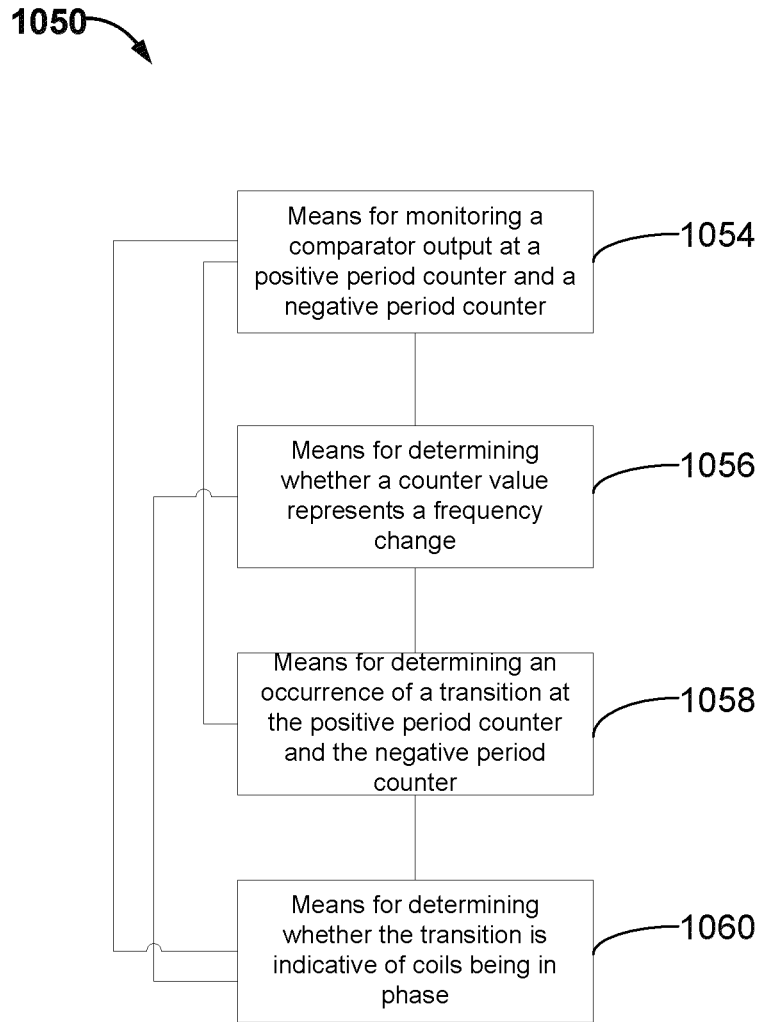 1050
Means for monitoring a
comparator output at a
positive period counter and a
negative period counter
1054
Means for determining
whether a counter value
represents a frequency
change
1056
Means for determining an
occurrence of a transition at
the positive period counter
and the negative period
counter
1058
Means for determining
whether the transition is
indicative of coils being in
phase
1060